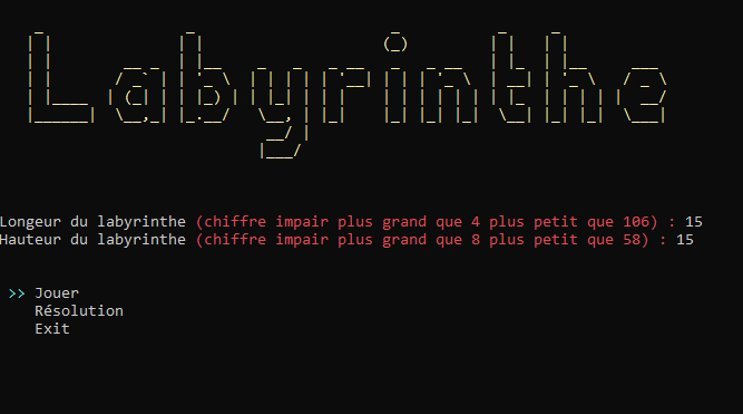 Labyrinthe
Longeur du labyrinthe (chiffre impair plus grand que 4 plus petit que 106) : 15
Hauteur du labyrinthe (chiffre impair plus grand que 8 plus petit que 58) : 15
>> Jouer
Résolution
Exit